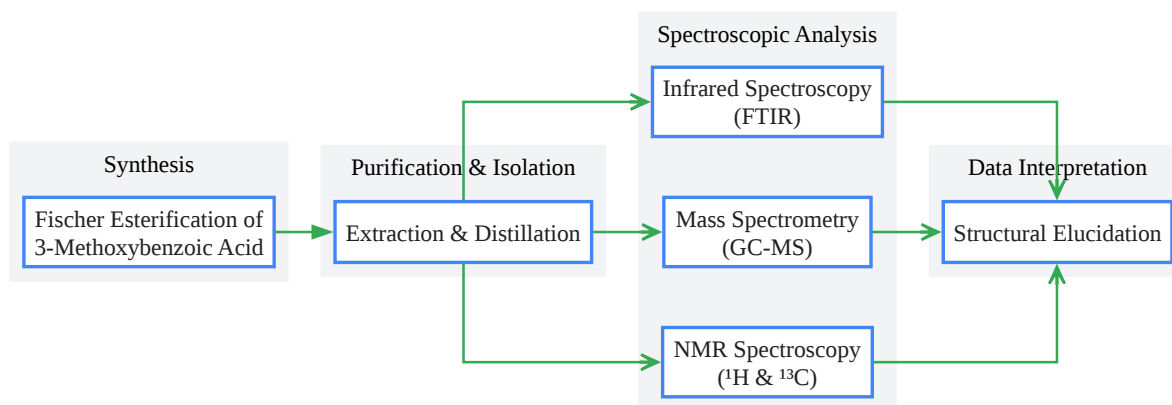 Synthesis
Fischer Esterification of
3-Methoxybenzoic Acid
Purification & Isolation
Extraction & Distillation
Spectroscopic Analysis
Infrared Spectroscopy
(FTIR)
Mass Spectrometry
(GC-MS)
NMR Spectroscopy
(¹H & ¹³C)
Data Interpretation
Structural Elucidation